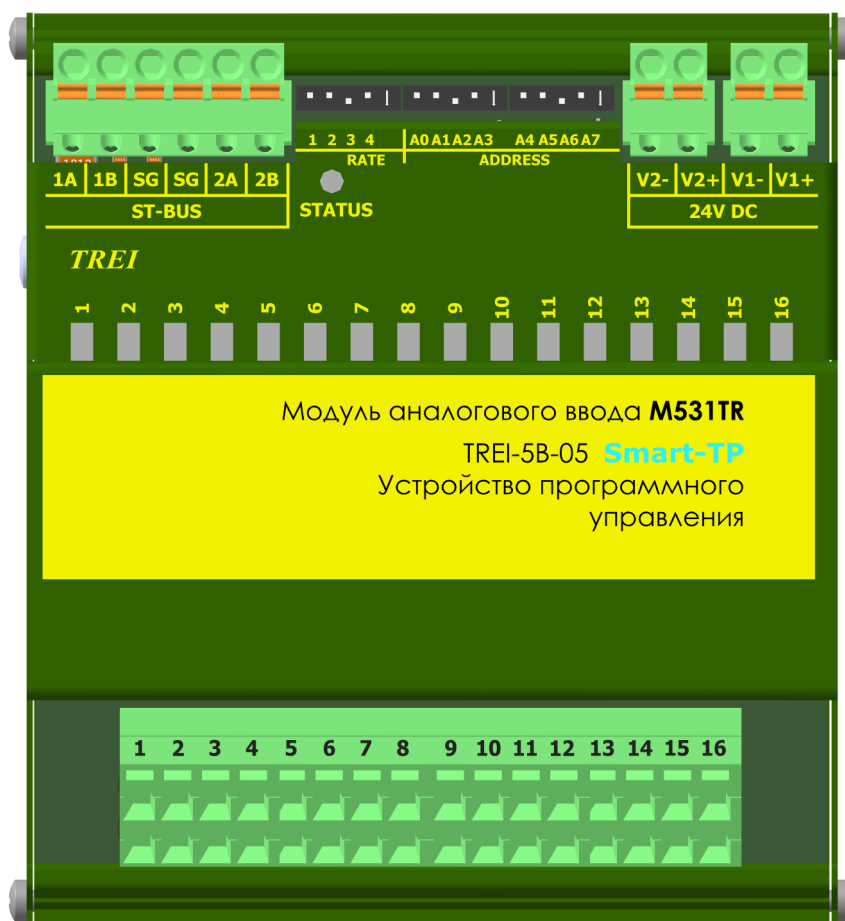 1 2 3 4 A0 A1 A2 A3 A4 A5 A6 A7
RATE ADDRESS
1A 1B SG SG 2A 2B V2- V2+ V1- V1+
ST-BUS STATUS 24V DC
TREI
1 2 3 4 5 6 7 8 9 10 11 12 13 14 15 16
Модуль аналогового ввода M531TR
TREI-5B-05 Smart-TP
Устройство программного
управления
1 2 3 4 5 6 7 8 9 10 11 12 13 14 15 16